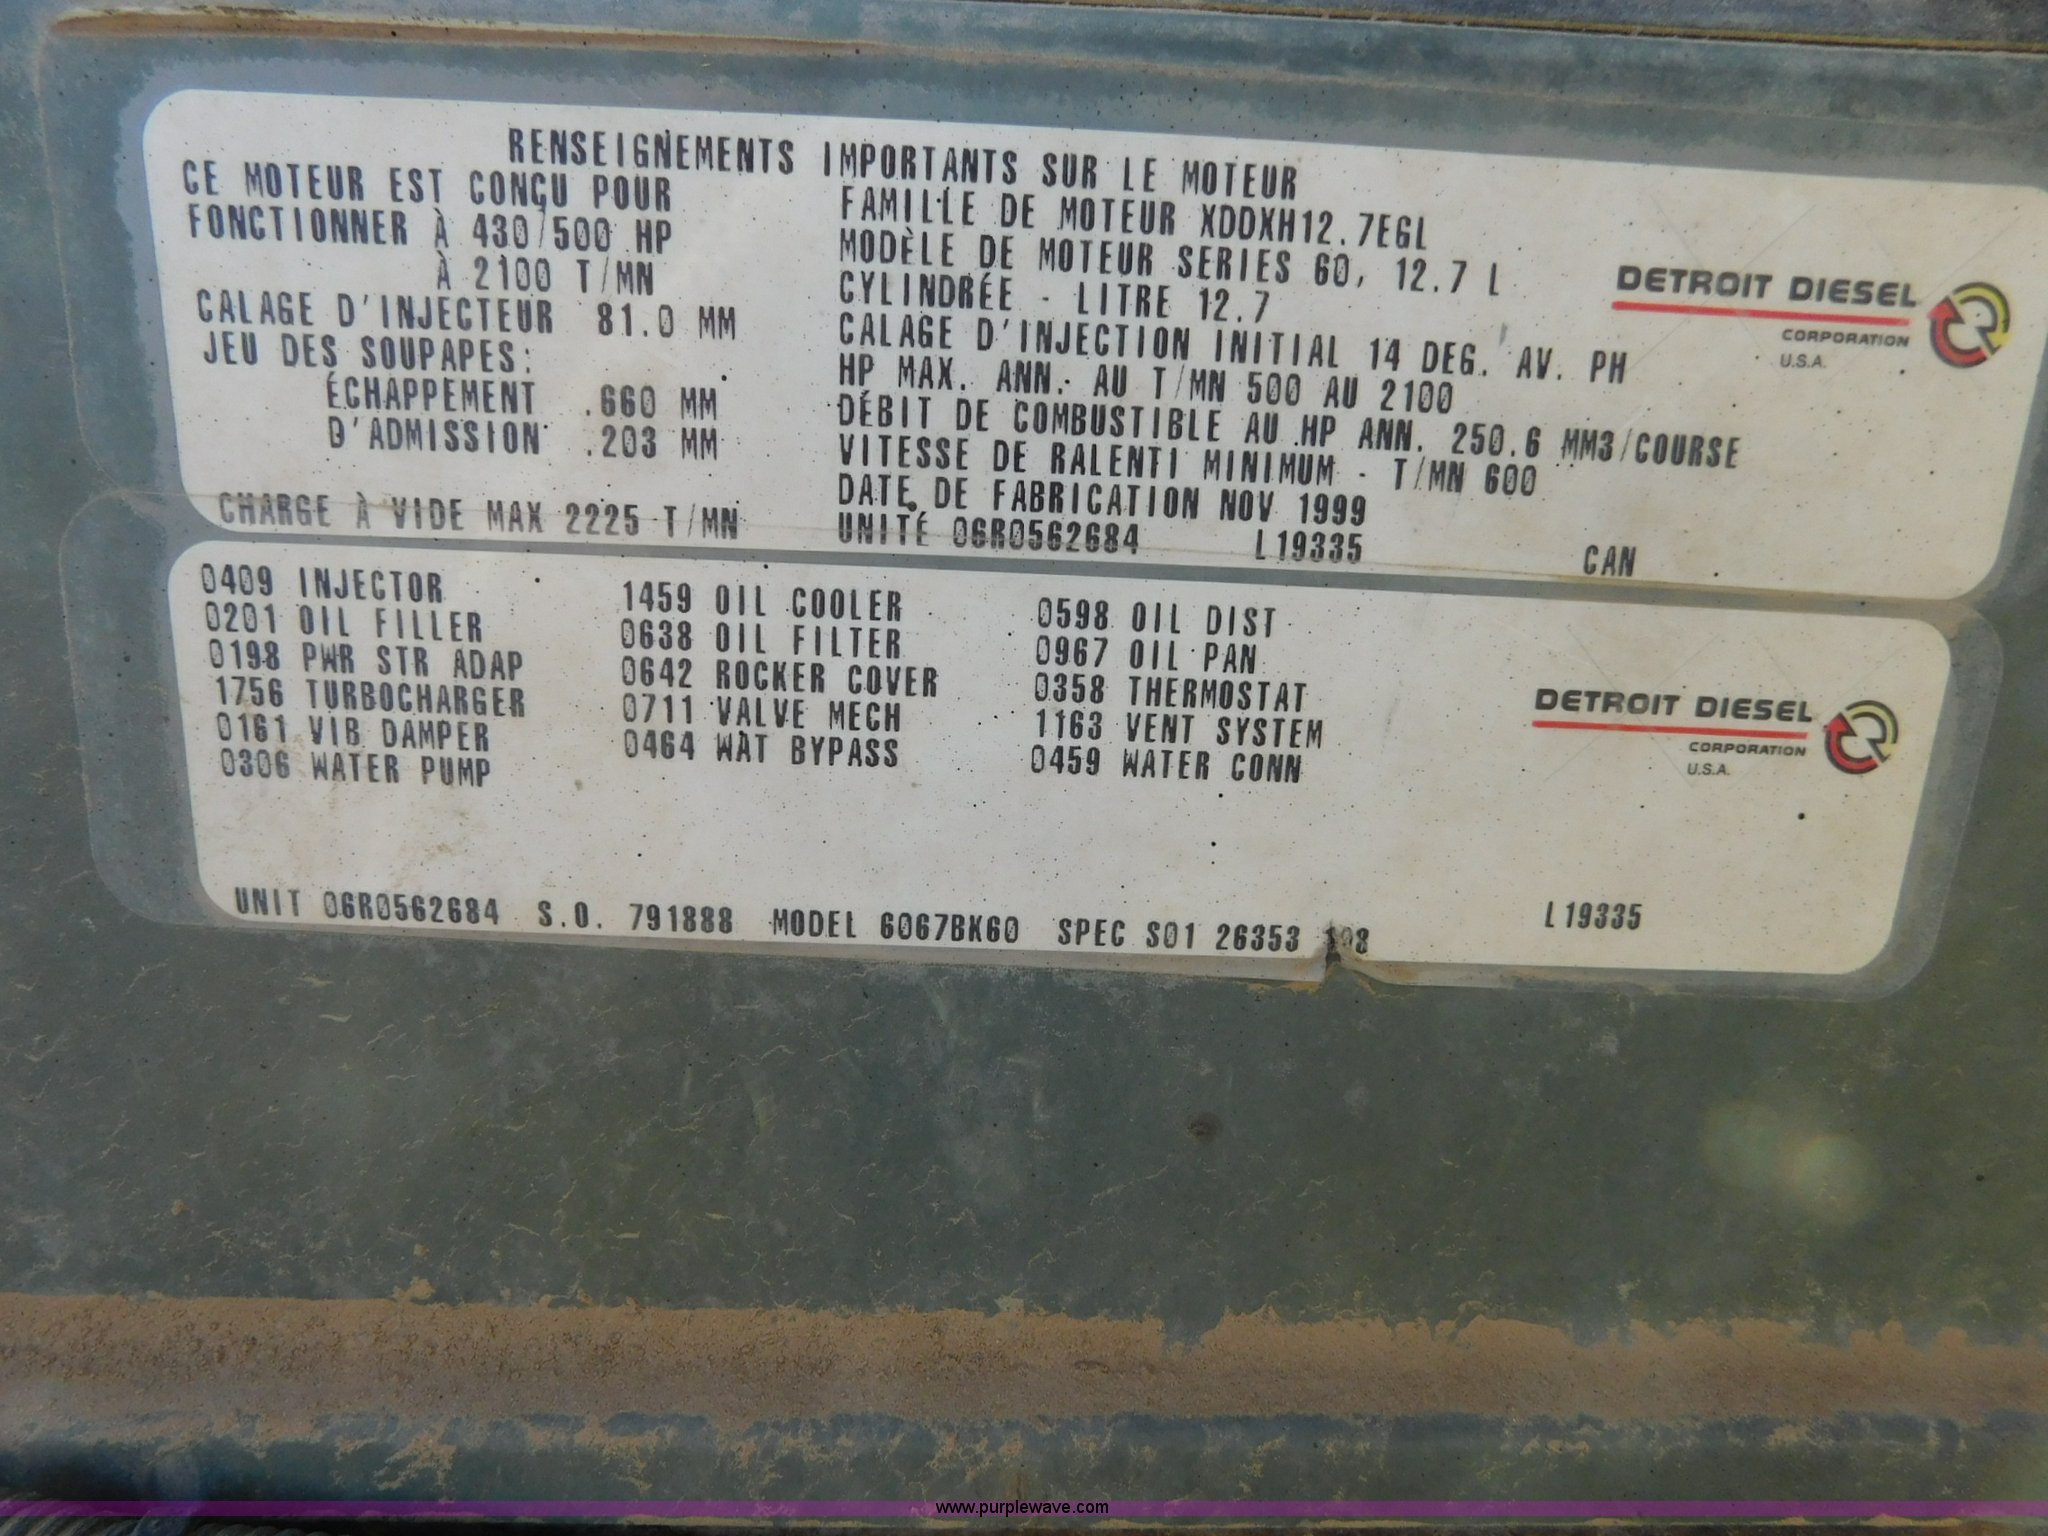 RENSEIGNEMENTS IMPORTANTS SUR LE MOTEUR
CE MOTEUR EST CONÇU POUR
FONCTIONNER À 430/500 HP
À 2100 T/MN
CALAGE D'INJECTEUR 81.0 MM
JEU DES SOUPAPES:
ÉCHAPPEMENT .660 MM
D'ADMISSION .203 MM
CHARGE À VIDE MAX 2225 T/MN
FAMILLE DE MOTEUR XDDXH12.7EGL
MODÈLE DE MOTEUR SERIES 60, 12.7 L
CYLINDRÉE - LITRE 12.7
CALAGE D'INJECTION INITIAL 14 DEG. AV. PH
HP MAX. ANN. AU T/MN 500 AU 2100
DÉBIT DE COMBUSTIBLE AU HP ANN. 250.6 MM3/COURSE
VITESSE DE RALENTI MINIMUM - T/MN 600
DATE DE FABRICATION NOV 1999
UNITÉ 06R0562684 L19335 CAN
DETROIT DIESEL
CORPORATION
U.S.A.
0409 INJECTOR
0201 OIL FILLER
0198 PWR STR ADAP
1756 TURBOCHARGER
0161 VIB DAMPER
0306 WATER PUMP
1459 OIL COOLER
0638 OIL FILTER
0642 ROCKER COVER
0711 VALVE MECH
0464 WAT BYPASS
0598 OIL DIST
0967 OIL PAN
0358 THERMOSTAT
1163 VENT SYSTEM
0459 WATER CONN
DETROIT DIESEL
CORPORATION
U.S.A.
UNIT 06R0562684 S.O. 791888 MODEL 6067BK60 SPEC S01 26353 L19335
www.purplewave.com